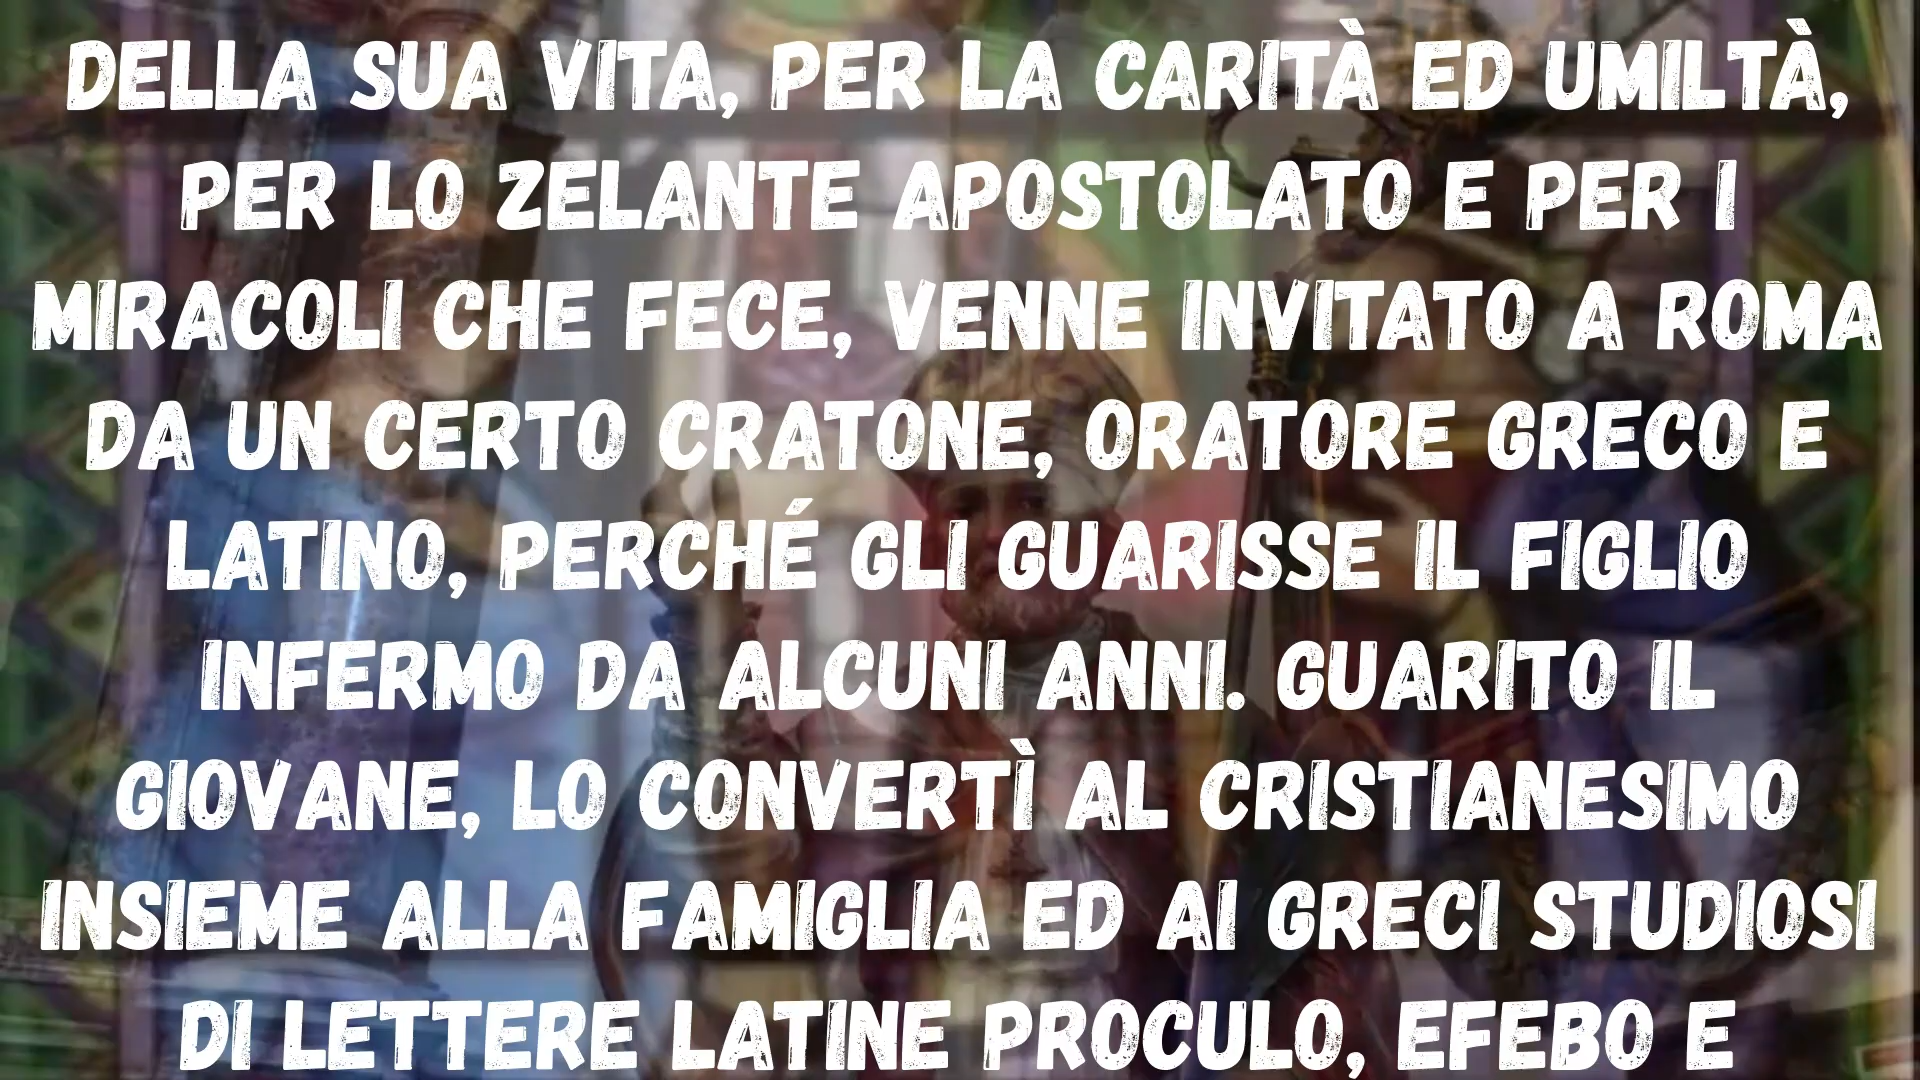 DELLA SUA VITA, PER LA CARITÀ ED UMILTÀ,
PER LO ZELANTE APOSTOLATO E PER I
MIRACOLI CHE FECE, VENNE INVITATO A ROMA
DA UN CERTO CRATONE, ORATORE GRECO E
LATINO, PERCHÉ GLI GUARISSE IL FIGLIO
INFERMO DA ALCUNI ANNI. GUARITO IL
GIOVANE, LO CONVERTÌ AL CRISTIANESIMO
INSIEME ALLA FAMIGLIA ED AI GRECI STUDIOSI
DI LETTERE LATINE PROCULO, EFEBO E